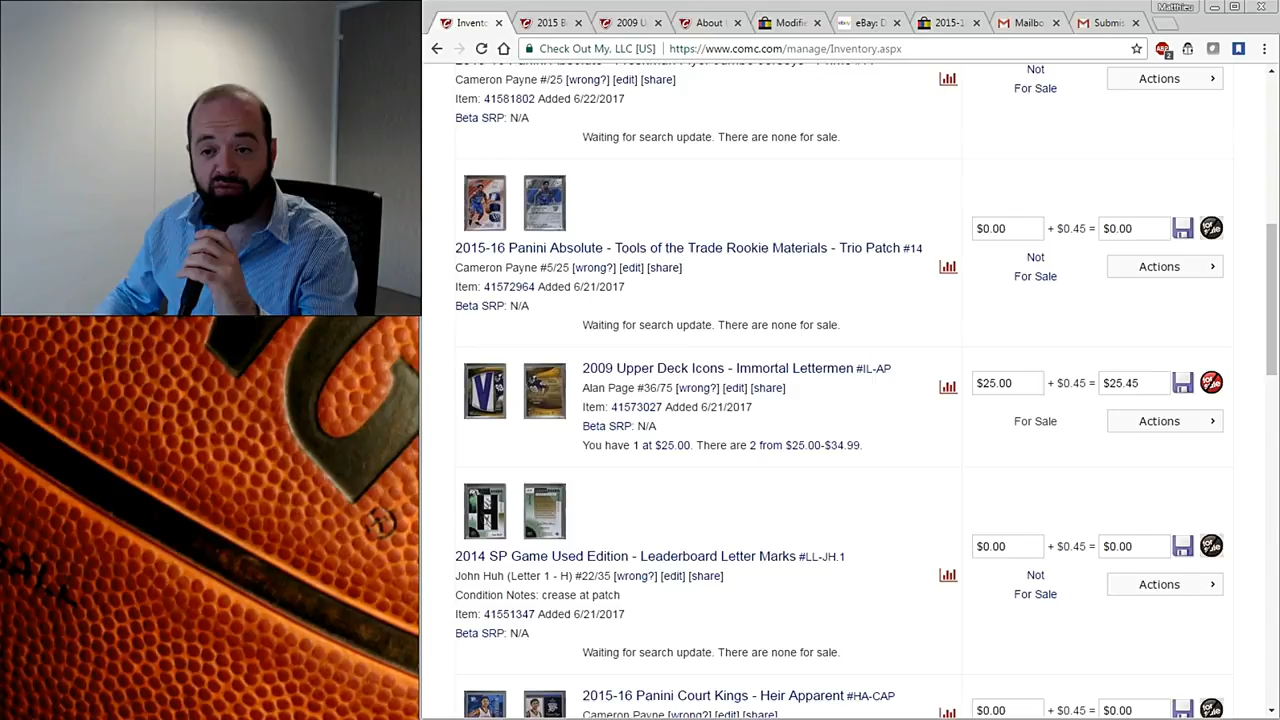 Matthieu
Invento
2015 B
2009 U
About
Modifie
eBay: D
2015-1
Mailbo
Submis
Check Out My, LLC [US] https://www.comc.com/manage/Inventory.aspx
Cameron Payne #/25 [wrong?] [edit] [share]
Item: 41581802 Added 6/22/2017
Beta SRP: N/A
Waiting for search update. There are none for sale.
Not
For Sale
Actions
2015-16 Panini Absolute - Tools of the Trade Rookie Materials - Trio Patch #14
Cameron Payne #5/25 [wrong?] [edit] [share]
Item: 41572964 Added 6/21/2017
Beta SRP: N/A
Waiting for search update. There are none for sale.
$0.00 + $0.45 = $0.00
Not
For Sale
Actions
2009 Upper Deck Icons - Immortal Lettermen #IL-AP
Alan Page #36/75 [wrong?] [edit] [share]
Item: 41573027 Added 6/21/2017
Beta SRP: N/A
You have 1 at $25.00. There are 2 from $25.00-$34.99.
$25.00 + $0.45 = $25.45
For Sale
Actions
2014 SP Game Used Edition - Leaderboard Letter Marks #LL-JH.1
John Huh (Letter 1 - H) #22/35 [wrong?] [edit] [share]
Condition Notes: crease at patch
Item: 41551347 Added 6/21/2017
Beta SRP: N/A
Waiting for search update. There are none for sale.
$0.00 + $0.45 = $0.00
Not
For Sale
Actions
2015-16 Panini Court Kings - Heir Apparent #HA-CAP
Cameron Payne [wrong?] [edit] [share]
$0.00 + $0.45 = $0.00